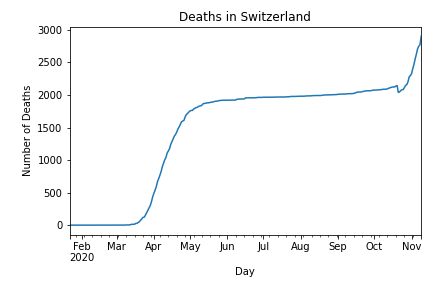 Deaths in Switzerland
Number of Deaths
3000
2500
2000
1500
1000
500
0
Feb Mar Apr May Jun Jul Aug Sep Oct Nov
2020
Day